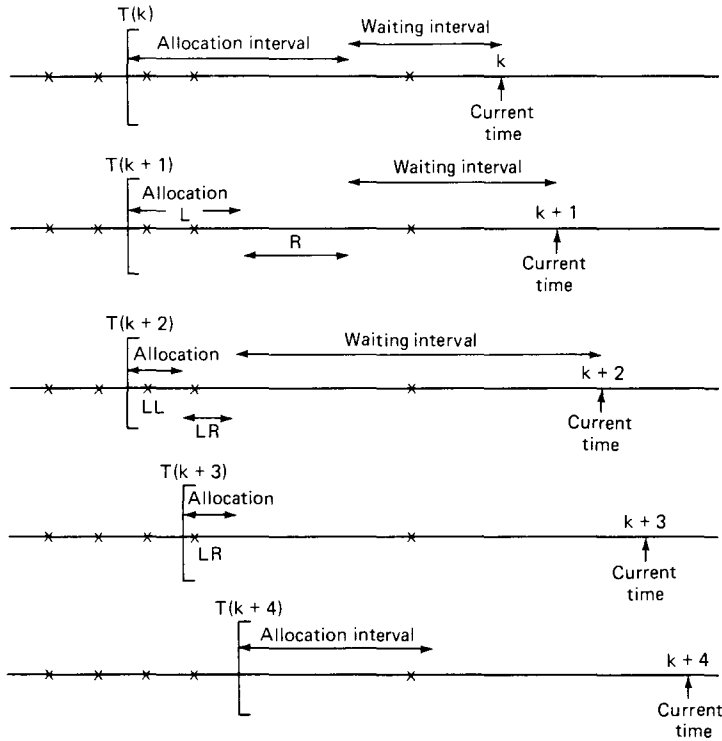 T(k)
Waiting interval
Allocation interval
k
Current
time
T(k + 1)
Waiting interval
Allocation
L
k + 1
R
Current
time
T(k + 2)
Waiting interval
Allocation
k + 2
LL
LR
Current
time
T(k + 3)
Allocation
k + 3
LR
Current
time
T(k + 4)
Allocation interval
k + 4
Current
time